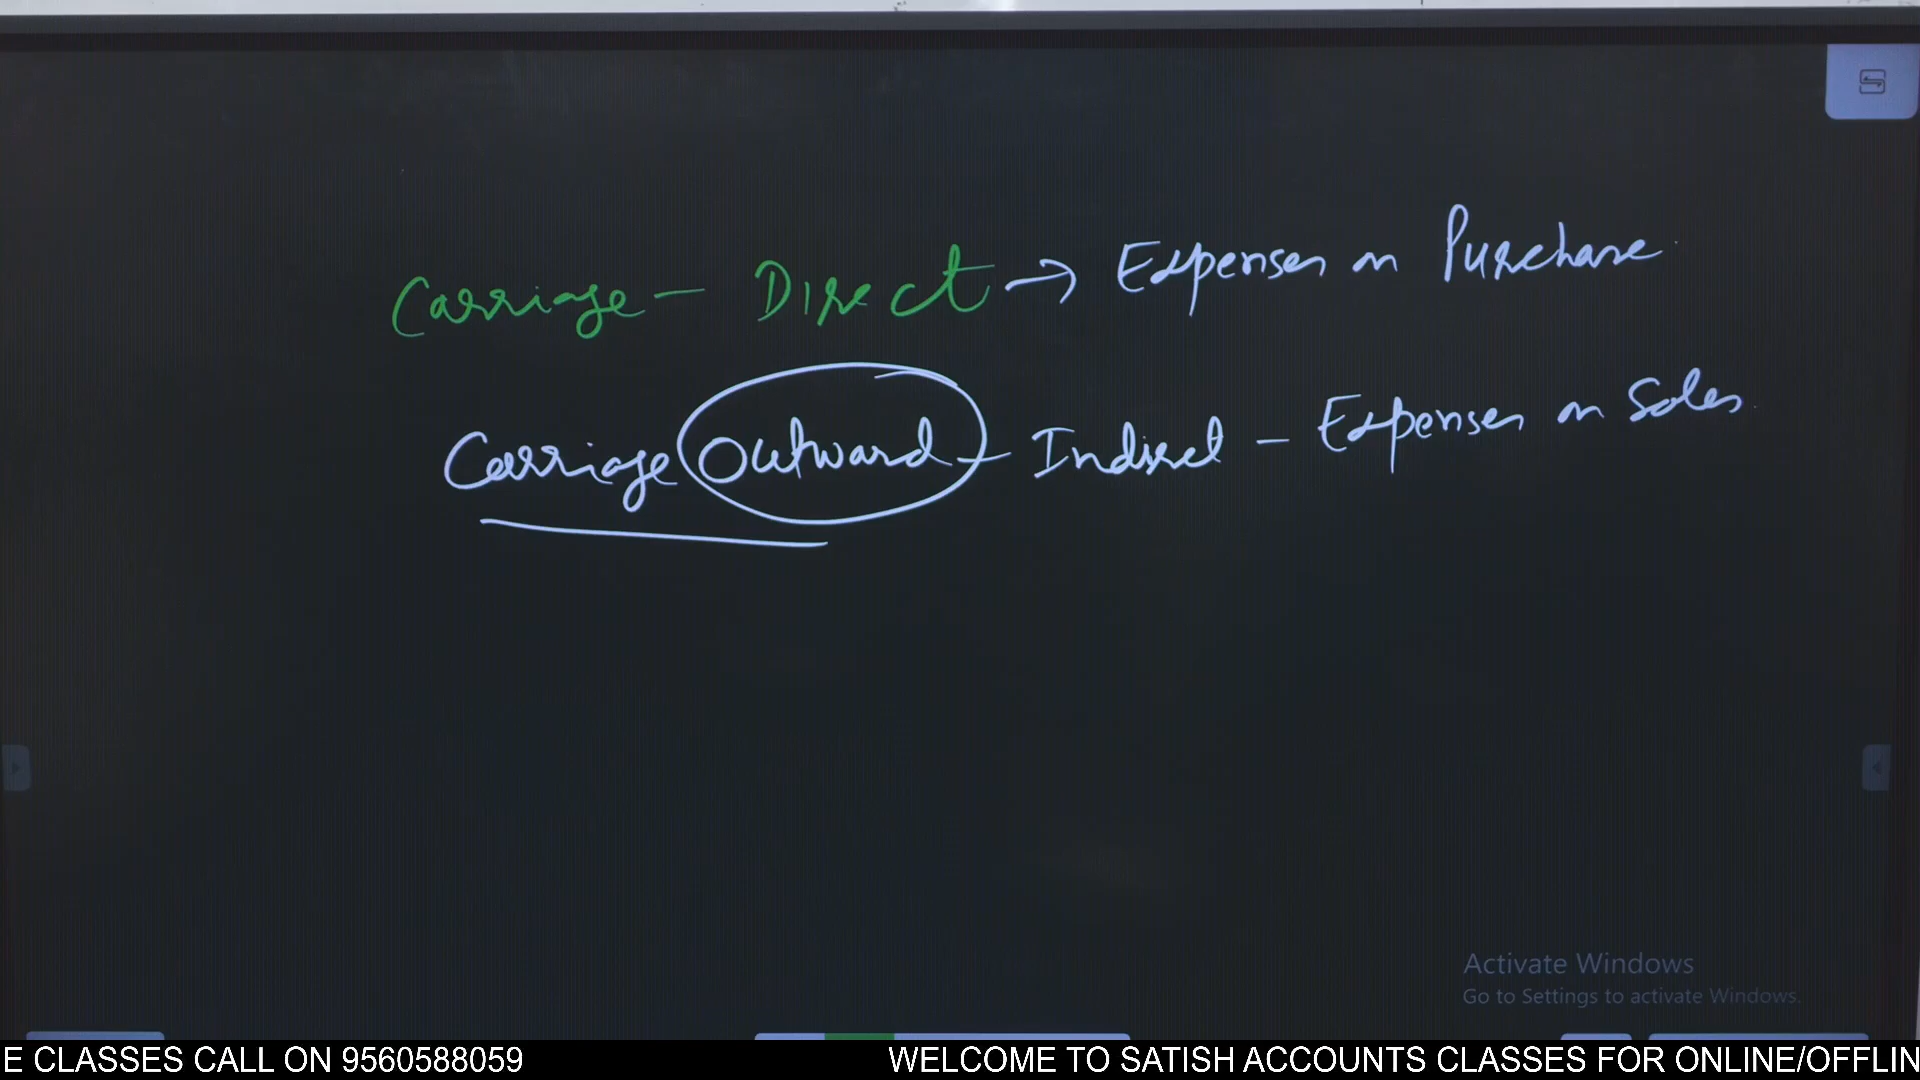 Carriage - Direct → Expenses on Purchase
Carriage Outward - Indirect - Expenses on Sales
Activate Windows
Go to Settings to activate Windows.
E CLASSES CALL ON 9560588059
WELCOME TO SATISH ACCOUNTS CLASSES FOR ONLINE/OFFLIN